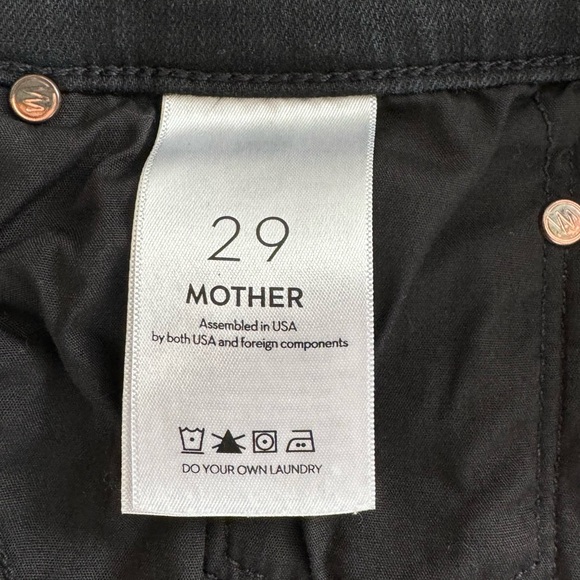 29
MOTHER
Assembled in USA
by both USA and foreign components
DO YOUR OWN LAUNDRY